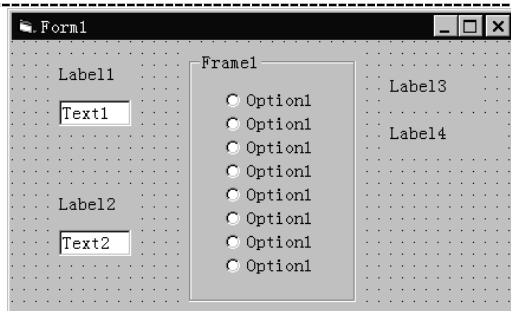 Form1
Label1
Text1
Label2
Text2
Frame1
Option1
Option1
Option1
Option1
Option1
Option1
Option1
Option1
Label3
Label4